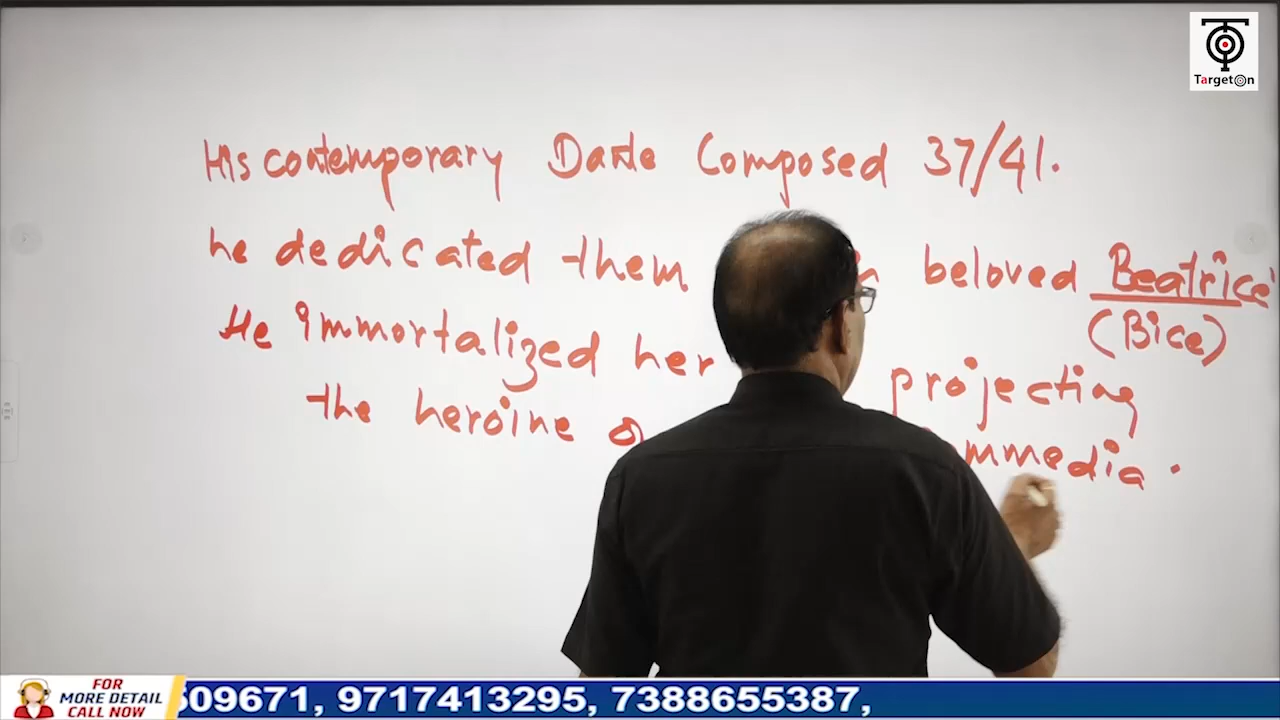 TargetOn
His contemporary Dante Composed 37/41.
he dedicated them beloved Beatrice
(Bice)
He immortalized her projecting
the heroine mmedia.
FOR
MORE DETAIL
CALL NOW
509671, 9717413295, 7388655387,